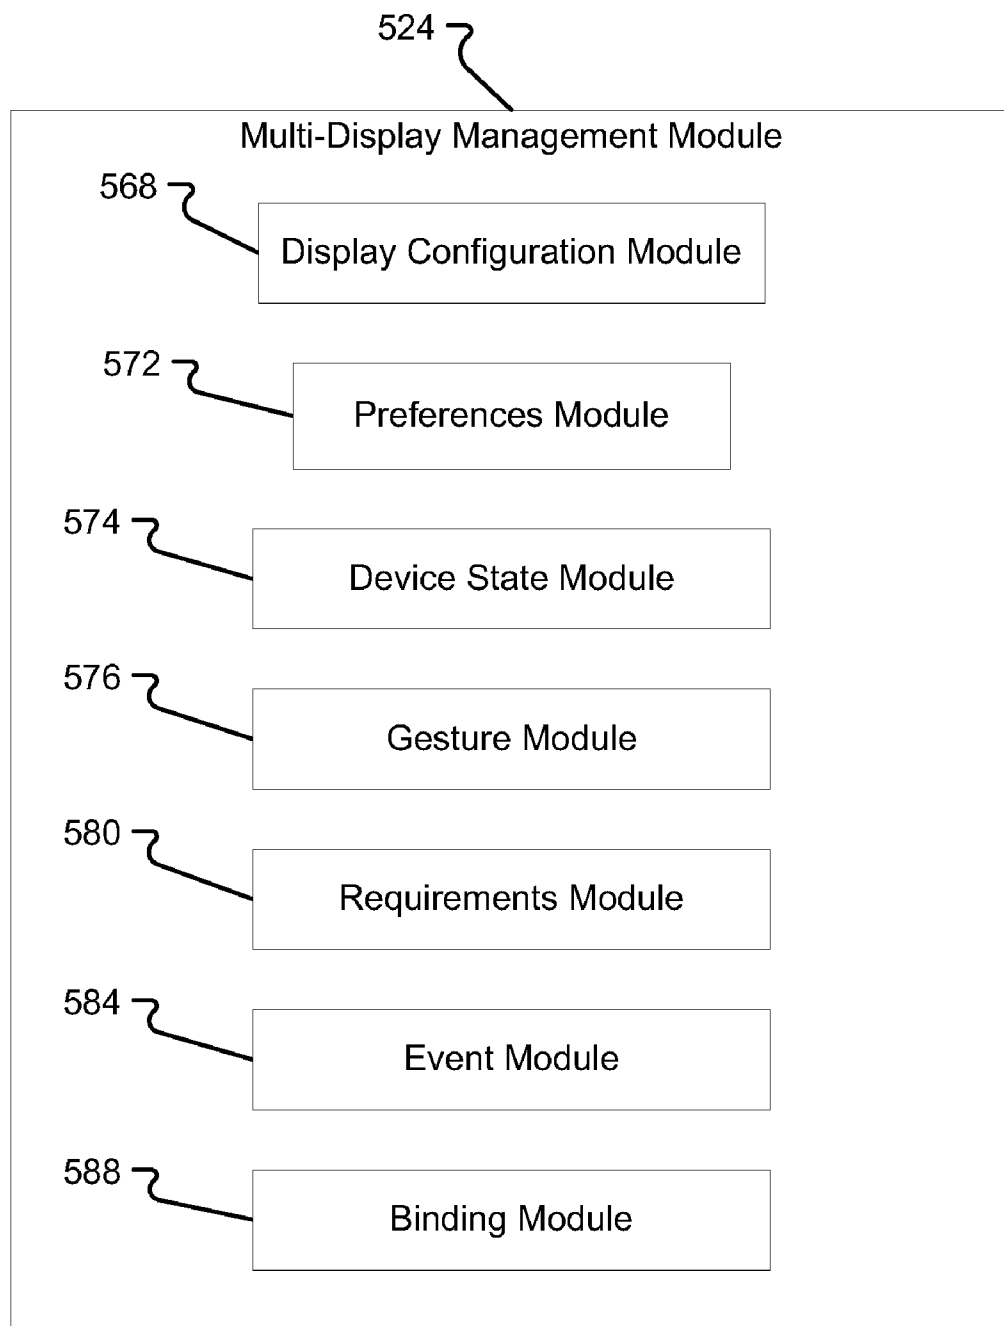 524
Multi-Display Management Module
568
Display Configuration Module
572
Preferences Module
574
Device State Module
576
Gesture Module
580
Requirements Module
584
Event Module
588
Binding Module